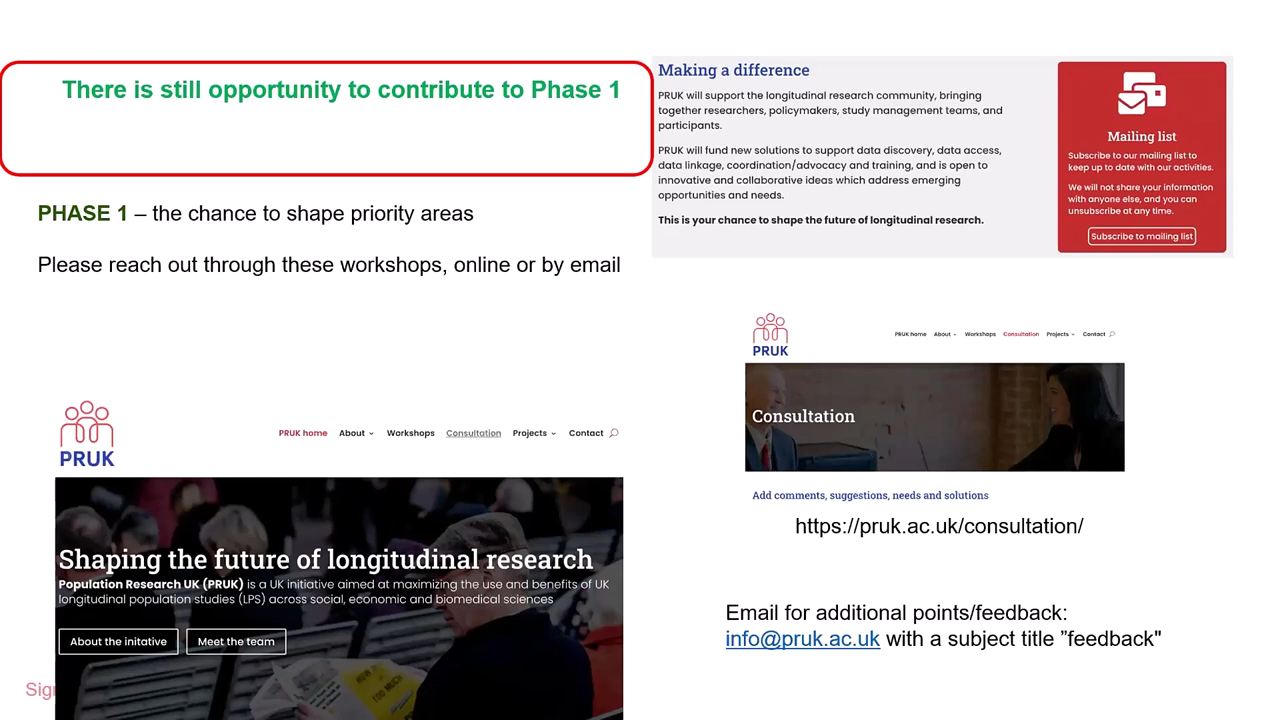 There is still opportunity to contribute to Phase 1
PHASE 1 – the chance to shape priority areas
Please reach out through these workshops, online or by email
Making a difference
PRUK will support the longitudinal research community, bringing
together researchers, policymakers, study management teams, and
participants.
PRUK will fund new solutions to support data discovery, data access,
data linkage, coordination/advocacy and training, and is open to
innovative and collaborative ideas which address emerging
opportunities and needs.
This is your chance to shape the future of longitudinal research.
Mailing list
Subscribe to our mailing list to
keep up to date with our activities.
We will not share your information
with anyone else, and you can
unsubscribe at any time.
Subscribe to mailing list
PRUK
PRUK home About Workshops Consultation Projects Contact
Consultation
Add comments, suggestions, needs and solutions
https://pruk.ac.uk/consultation/
Email for additional points/feedback:
info@pruk.ac.uk with a subject title ”feedback"
PRUK
PRUK home About Workshops Consultation Projects Contact
Shaping the future of longitudinal research
Population Research UK (PRUK) is a UK initiative aimed at maximizing the use and benefits of UK
longitudinal population studies (LPS) across social, economic and biomedical sciences
About the initative Meet the team
TOO MUCH